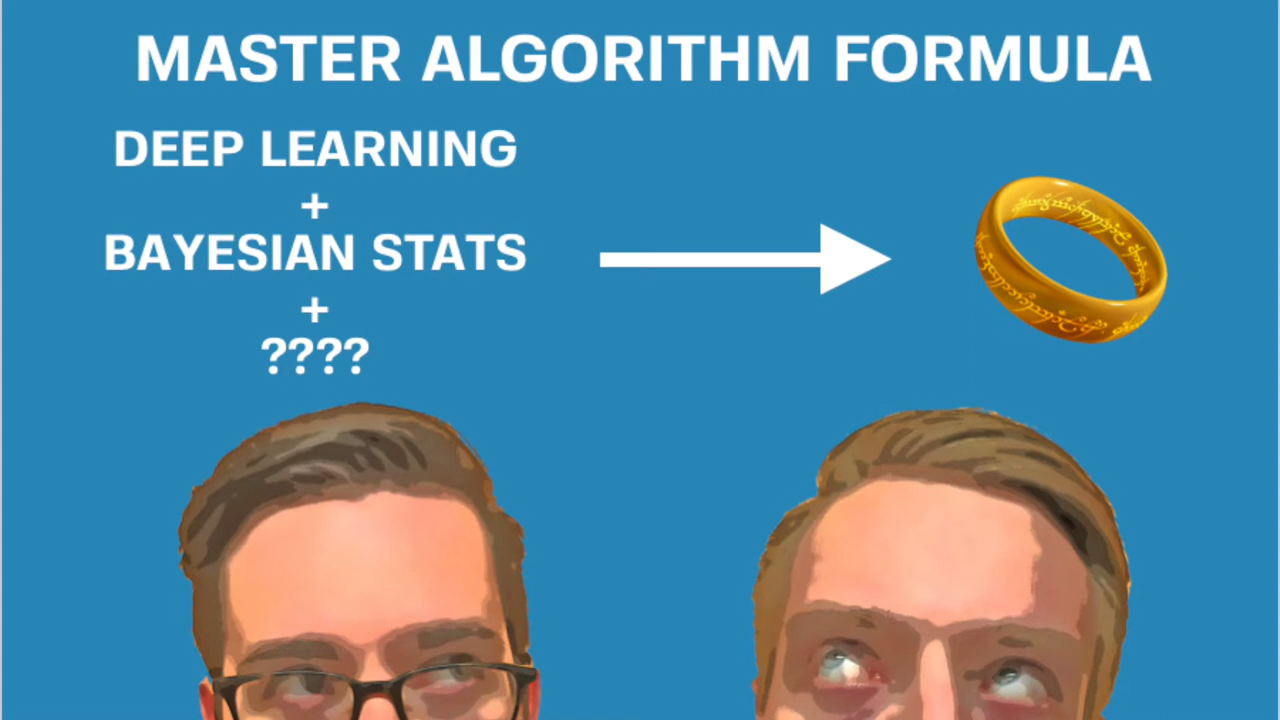 MASTER ALGORITHM FORMULA
DEEP LEARNING
+
BAYESIAN STATS
+
????